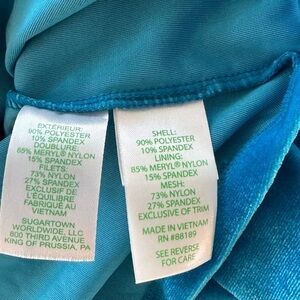 EXTÉRIEUR:
90% POLYESTER
10% SPANDEX
DOUBLURE:
85% MERYL® NYLON
15% SPANDEX
FILETS:
73% NYLON
27% SPANDEX
EXCLUSIF DE
L'ÉQUILIBRE
FABRIQUÉ AU
VIETNAM
SUGARTOWN
WORLDWIDE, LLC
800 THIRD AVENUE
KING OF PRUSSIA, PA
SHELL:
90% POLYESTER
10% SPANDEX
LINING:
85% MERYL® NYLON
15% SPANDEX
MESH:
73% NYLON
27% SPANDEX
EXCLUSIVE OF TRIM
MADE IN VIETNAM
RN #88189
SEE REVERSE
FOR CARE